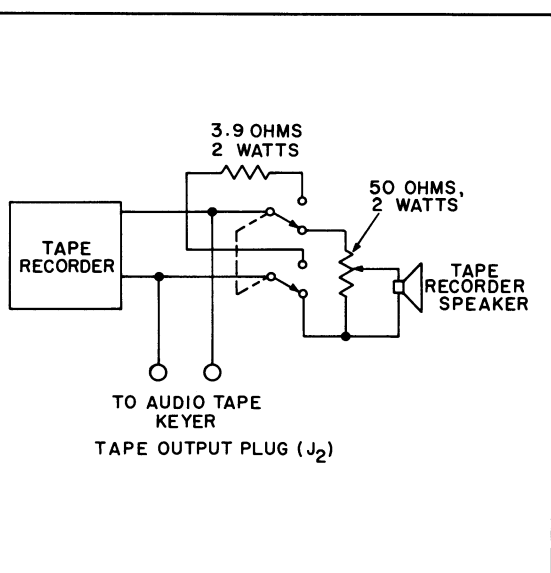 3.9 OHMS
2 WATTS
50 OHMS,
2 WATTS
TAPE
RECORDER
TAPE
RECORDER
SPEAKER
TO AUDIO TAPE
KEYER
TAPE OUTPUT PLUG (J2)